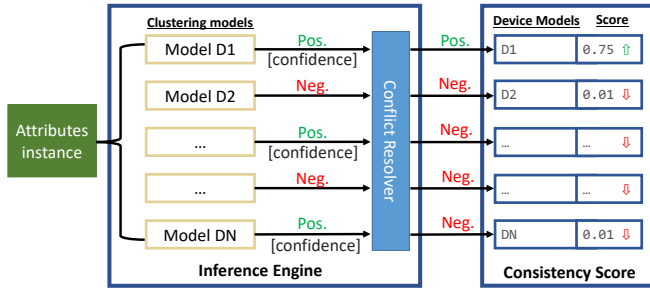 Clustering models
Device Models Score
Attributes
instance
Model D1
Pos.
[confidence]
Pos.
D1 0.75
Model D2
Neg.
Neg.
D2 0.01
...
Pos.
[confidence]
Neg.
... ...
...
Neg.
Neg.
... ...
Model DN
Pos.
[confidence]
Neg.
DN 0.01
Conflict Resolver
Inference Engine
Consistency Score